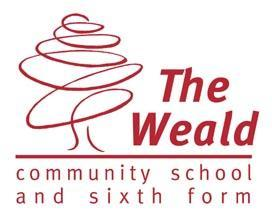 The
Weald
community school
and sixth form